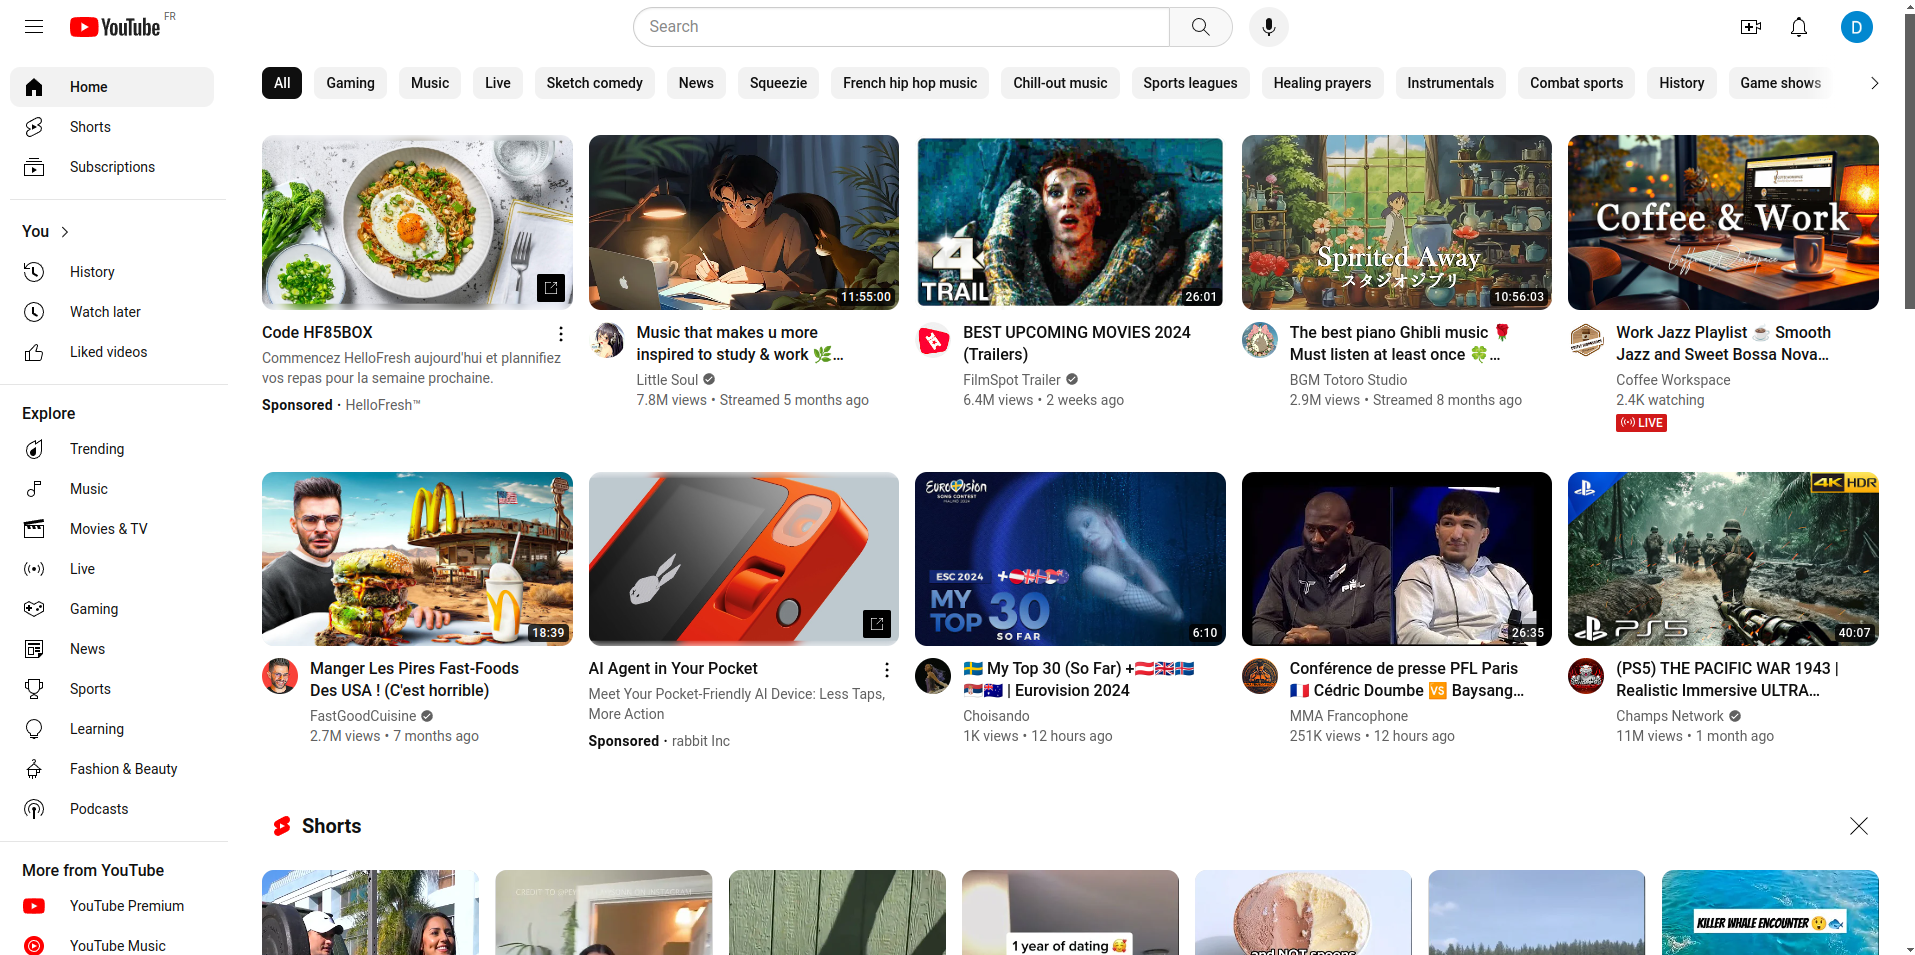 YouTube FR
Search
D
Home
Shorts
Subscriptions
You
History
Watch later
Liked videos
Explore
Trending
Music
Movies & TV
Live
Gaming
News
Sports
Learning
Fashion & Beauty
Podcasts
More from YouTube
YouTube Premium
YouTube Music
All
Gaming
Music
Live
Sketch comedy
News
Squeezie
French hip hop music
Chill-out music
Sports leagues
Healing prayers
Instrumentals
Combat sports
History
Game shows
Code HF85BOX
Commencez HelloFresh aujourd'hui et plannifiez
vos repas pour la semaine prochaine.
Sponsored · HelloFresh™
11:55:00
Music that makes u more
inspired to study & work 🌿...
Little Soul
7.8M views • Streamed 5 months ago
4
TRAIL
26:01
BEST UPCOMING MOVIES 2024
(Trailers)
FilmSpot Trailer
6.4M views • 2 weeks ago
Spirited Away
スタジオジブリ
10:56:03
The best piano Ghibli music 🌹
Must listen at least once 🍀...
BGM Totoro Studio
2.9M views • Streamed 8 months ago
Coffee & Work
Work Jazz Playlist ☕ Smooth
Jazz and Sweet Bossa Nova...
Coffee Workspace
2.4K watching
LIVE
18:39
Manger Les Pires Fast-Foods
Des USA ! (C'est horrible)
FastGoodCuisine
2.7M views • 7 months ago
AI Agent in Your Pocket
Meet Your Pocket-Friendly AI Device: Less Taps,
More Action
Sponsored · rabbit Inc
EUROVISION
SONG CONTEST
ESC 2024
MY
TOP 30
SO FAR
6:10
🇸🇪 My Top 30 (So Far) +🇦🇹🇬🇧🇮🇸
🇷🇸🇦🇺 | Eurovision 2024
Choisando
1K views • 12 hours ago
PFL
26:35
Conférence de presse PFL Paris
🇫🇷 Cédric Doumbe 🆚 Baysang...
MMA Francophone
251K views • 12 hours ago
4K HDR
PS5
40:07
(PS5) THE PACIFIC WAR 1943 |
Realistic Immersive ULTRA...
Champs Network
11M views • 1 month ago
Shorts
1 year of dating 🥰
and NOT spoons
KILLER WHALE ENCOUNTER 😲🐟